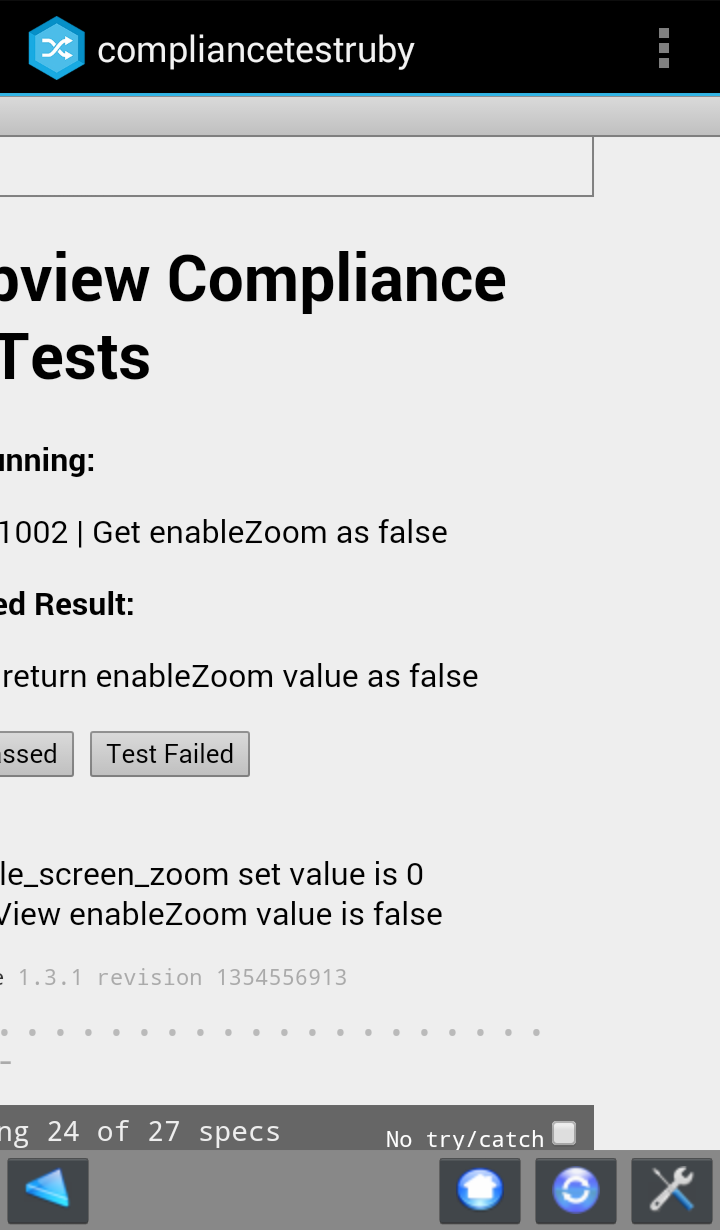 compliancetestruby
bview Compliance
Tests
unning:
1002 | Get enableZoom as false
ed Result:
return enableZoom value as false
assed Test Failed
le_screen_zoom set value is 0
View enableZoom value is false
e 1.3.1 revision 1354556913
ng 24 of 27 specs No try/catch